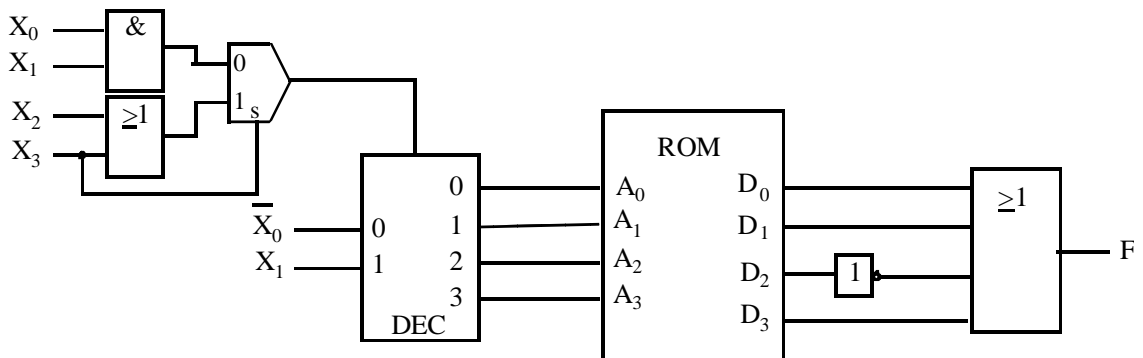 X0
&
X1
0
X2
1
s
≥1
X3
ROM
X̅0
0
X1
1
0
1
2
3
DEC
A0
A1
A2
A3
D0
D1
D2
D3
1
≥1
F